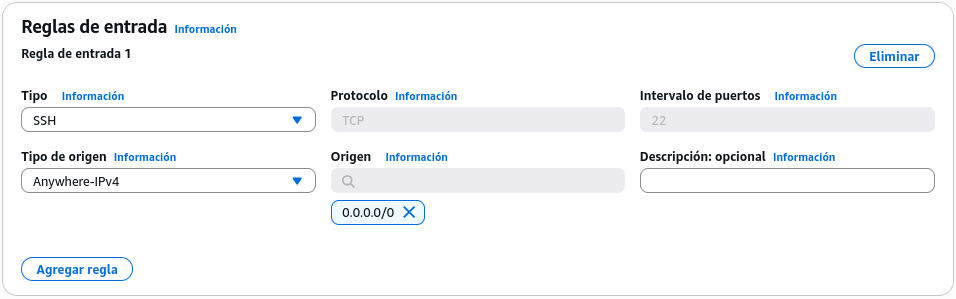 Reglas de entrada Información
Regla de entrada 1
Eliminar
Tipo Información
Protocolo Información
Intervalo de puertos Información
SSH
TCP
22
Tipo de origen Información
Origen Información
Descripción: opcional Información
Anywhere-IPv4
0.0.0.0/0
Agregar regla